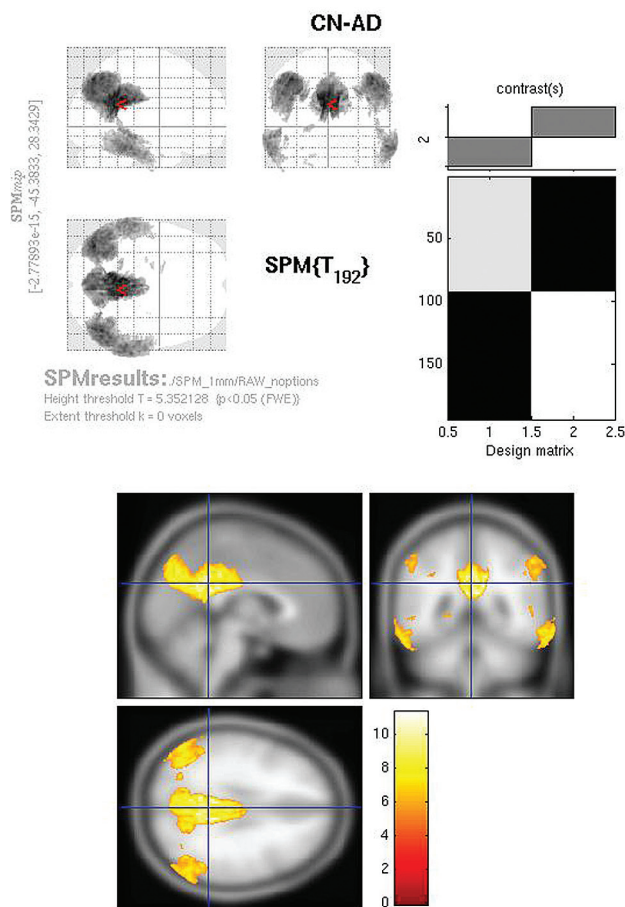 CN-AD
SPMmip
[-2.77893e-15, -45.3833, 28.3429]
<
<
<
SPM{T192}
SPMresults: ./SPM_1mm/RAW_noptions
Height threshold T = 5.352128 {p<0.05 (FWE)}
Extent threshold k = 0 voxels
contrast(s)
2
50
100
150
0.5 1 1.5 2 2.5
Design matrix
10
8
6
4
2
0